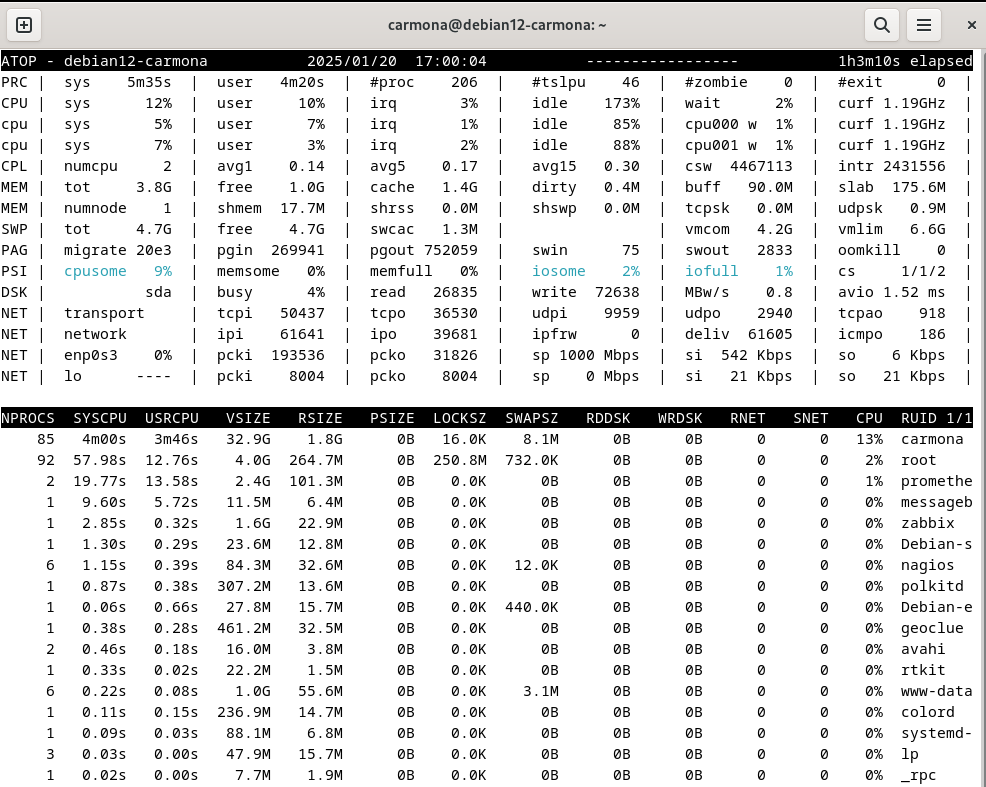 carmona@debian12-carmona: ~
ATOP - debian12-carmona 2025/01/20 17:00:04 ----------------- 1h3m10s elapsed
PRC | sys 5m35s | user 4m20s | #proc 206 | #tslpu 46 | #zombie 0 | #exit 0 |
CPU | sys 12% | user 10% | irq 3% | idle 173% | wait 2% | curf 1.19GHz |
cpu | sys 5% | user 7% | irq 1% | idle 85% | cpu000 w 1% | curf 1.19GHz |
cpu | sys 7% | user 3% | irq 2% | idle 88% | cpu001 w 1% | curf 1.19GHz |
CPL | numcpu 2 | avg1 0.14 | avg5 0.17 | avg15 0.30 | csw 4467113 | intr 2431556 |
MEM | tot 3.8G | free 1.0G | cache 1.4G | dirty 0.4M | buff 90.0M | slab 175.6M |
MEM | numnode 1 | shmem 17.7M | shrss 0.0M | shswp 0.0M | tcpsk 0.0M | udpsk 0.9M |
SWP | tot 4.7G | free 4.7G | swcac 1.3M | | vmcom 4.2G | vmlim 6.6G |
PAG | migrate 20e3 | pgin 269941 | pgout 752059 | swin 75 | swout 2833 | oomkill 0 |
PSI | cpusome 9% | memsome 0% | memfull 0% | iosome 2% | iofull 1% | cs 1/1/2 |
DSK | sda | busy 4% | read 26835 | write 72638 | MBw/s 0.8 | avio 1.52 ms |
NET | transport | tcpi 50437 | tcpo 36530 | udpi 9959 | udpo 2940 | tcpao 918 |
NET | network | ipi 61641 | ipo 39681 | ipfrw 0 | deliv 61605 | icmpo 186 |
NET | enp0s3 0% | pcki 193536 | pcko 31826 | sp 1000 Mbps | si 542 Kbps | so 6 Kbps |
NET | lo ---- | pcki 8004 | pcko 8004 | sp 0 Mbps | si 21 Kbps | so 21 Kbps |
NPROCS SYSCPU USRCPU VSIZE RSIZE PSIZE LOCKSZ SWAPSZ RDDSK WRDSK RNET SNET CPU RUID 1/1
85 4m00s 3m46s 32.9G 1.8G 0B 16.0K 8.1M 0B 0B 0 0 13% carmona
92 57.98s 12.76s 4.0G 264.7M 0B 250.8M 732.0K 0B 0B 0 0 2% root
2 19.77s 13.58s 2.4G 101.3M 0B 0.0K 0B 0B 0B 0 0 1% promethe
1 9.60s 5.72s 11.5M 6.4M 0B 0.0K 0B 0B 0B 0 0 0% messageb
1 2.85s 0.32s 1.6G 22.9M 0B 0.0K 0B 0B 0B 0 0 0% zabbix
1 1.30s 0.29s 23.6M 12.8M 0B 0.0K 0B 0B 0B 0 0 0% Debian-s
6 1.15s 0.39s 84.3M 32.6M 0B 0.0K 12.0K 0B 0B 0 0 0% nagios
1 0.87s 0.38s 307.2M 13.6M 0B 0.0K 0B 0B 0B 0 0 0% polkitd
1 0.06s 0.66s 27.8M 15.7M 0B 0.0K 440.0K 0B 0B 0 0 0% Debian-e
1 0.38s 0.28s 461.2M 32.5M 0B 0.0K 0B 0B 0B 0 0 0% geoclue
2 0.46s 0.18s 16.0M 3.8M 0B 0.0K 0B 0B 0B 0 0 0% avahi
1 0.33s 0.02s 22.2M 1.5M 0B 0.0K 0B 0B 0B 0 0 0% rtkit
6 0.22s 0.08s 1.0G 55.6M 0B 0.0K 3.1M 0B 0B 0 0 0% www-data
1 0.11s 0.15s 236.9M 14.7M 0B 0.0K 0B 0B 0B 0 0 0% colord
1 0.09s 0.03s 88.1M 6.8M 0B 0.0K 0B 0B 0B 0 0 0% systemd-
3 0.03s 0.00s 47.9M 15.7M 0B 0.0K 0B 0B 0B 0 0 0% lp
1 0.02s 0.00s 7.7M 1.9M 0B 0.0K 0B 0B 0B 0 0 0% _rpc